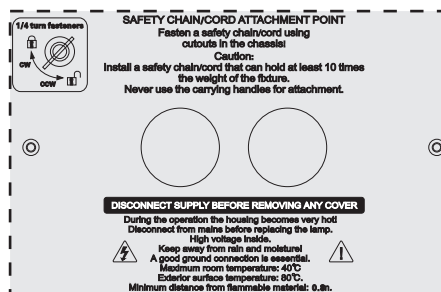 SAFETY CHAIN/CORD ATTACHMENT POINT
1/4 turn fasteners
Fasten a safety chain/cord using
cutouts in the chassis!
Caution:
Install a safety chain/cord that can hold at least 10 times
the weight of the fixture.
Never use the carrying handles for attachment.
CW
CCW
DISCONNECT SUPPLY BEFORE REMOVING ANY COVER
During the operation the housing becomes very hot!
Disconnect from mains before replacing the lamp.
High voltage inside.
Keep away from rain and moisture!
A good ground connection is essential.
Maximum room temperature: 40°C
Exterior surface temperature: 80°C.
Minimum distance from flammable material: 0.8m.